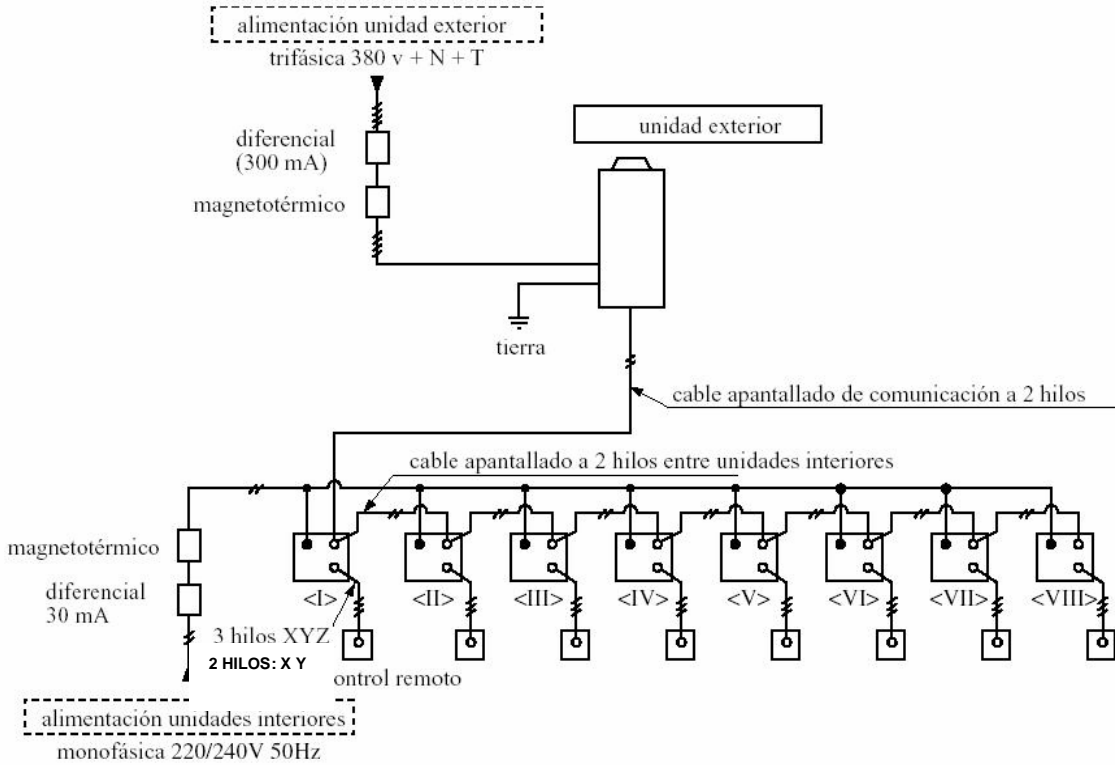 alimentación unidad exterior
trifásica 380 v + N + T
diferencial
(300 mA)
magnetotérmico
unidad exterior
tierra
cable apantallado de comunicación a 2 hilos
cable apantallado a 2 hilos entre unidades interiores
magnetotérmico
diferencial
30 mA
<I> <II> <III> <IV> <V> <VI> <VII> <VIII>
3 hilos XYZ
2 HILOS: X Y
ontrol remoto
alimentación unidades interiores
monofásica 220/240V 50Hz